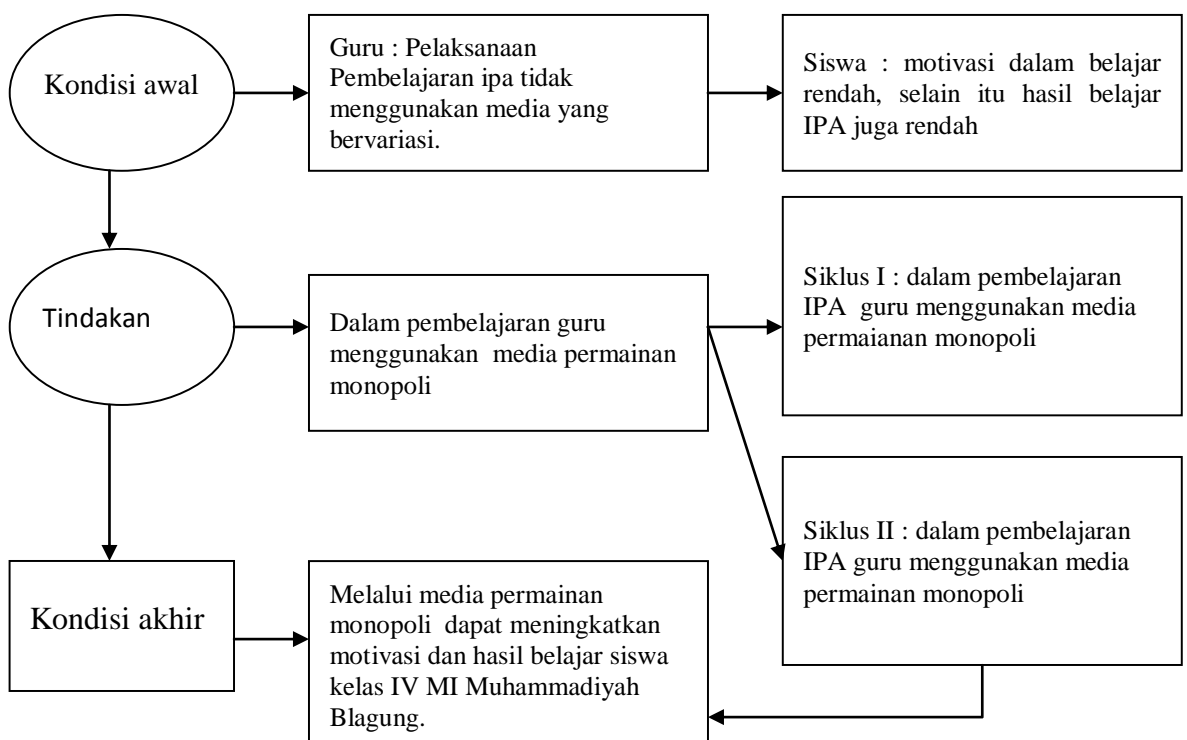 Kondisi awal
Guru : Pelaksanaan
Pembelajaran ipa tidak
menggunakan media yang
bervariasi.
Siswa : motivasi dalam belajar
rendah, selain itu hasil belajar
IPA juga rendah
Tindakan
Dalam pembelajaran guru
menggunakan media permainan
monopoli
Siklus I : dalam pembelajaran
IPA guru menggunakan media
permaianan monopoli
Siklus II : dalam pembelajaran
IPA guru menggunakan media
permainan monopoli
Kondisi akhir
Melalui media permainan
monopoli dapat meningkatkan
motivasi dan hasil belajar siswa
kelas IV MI Muhammadiyah
Blagung.